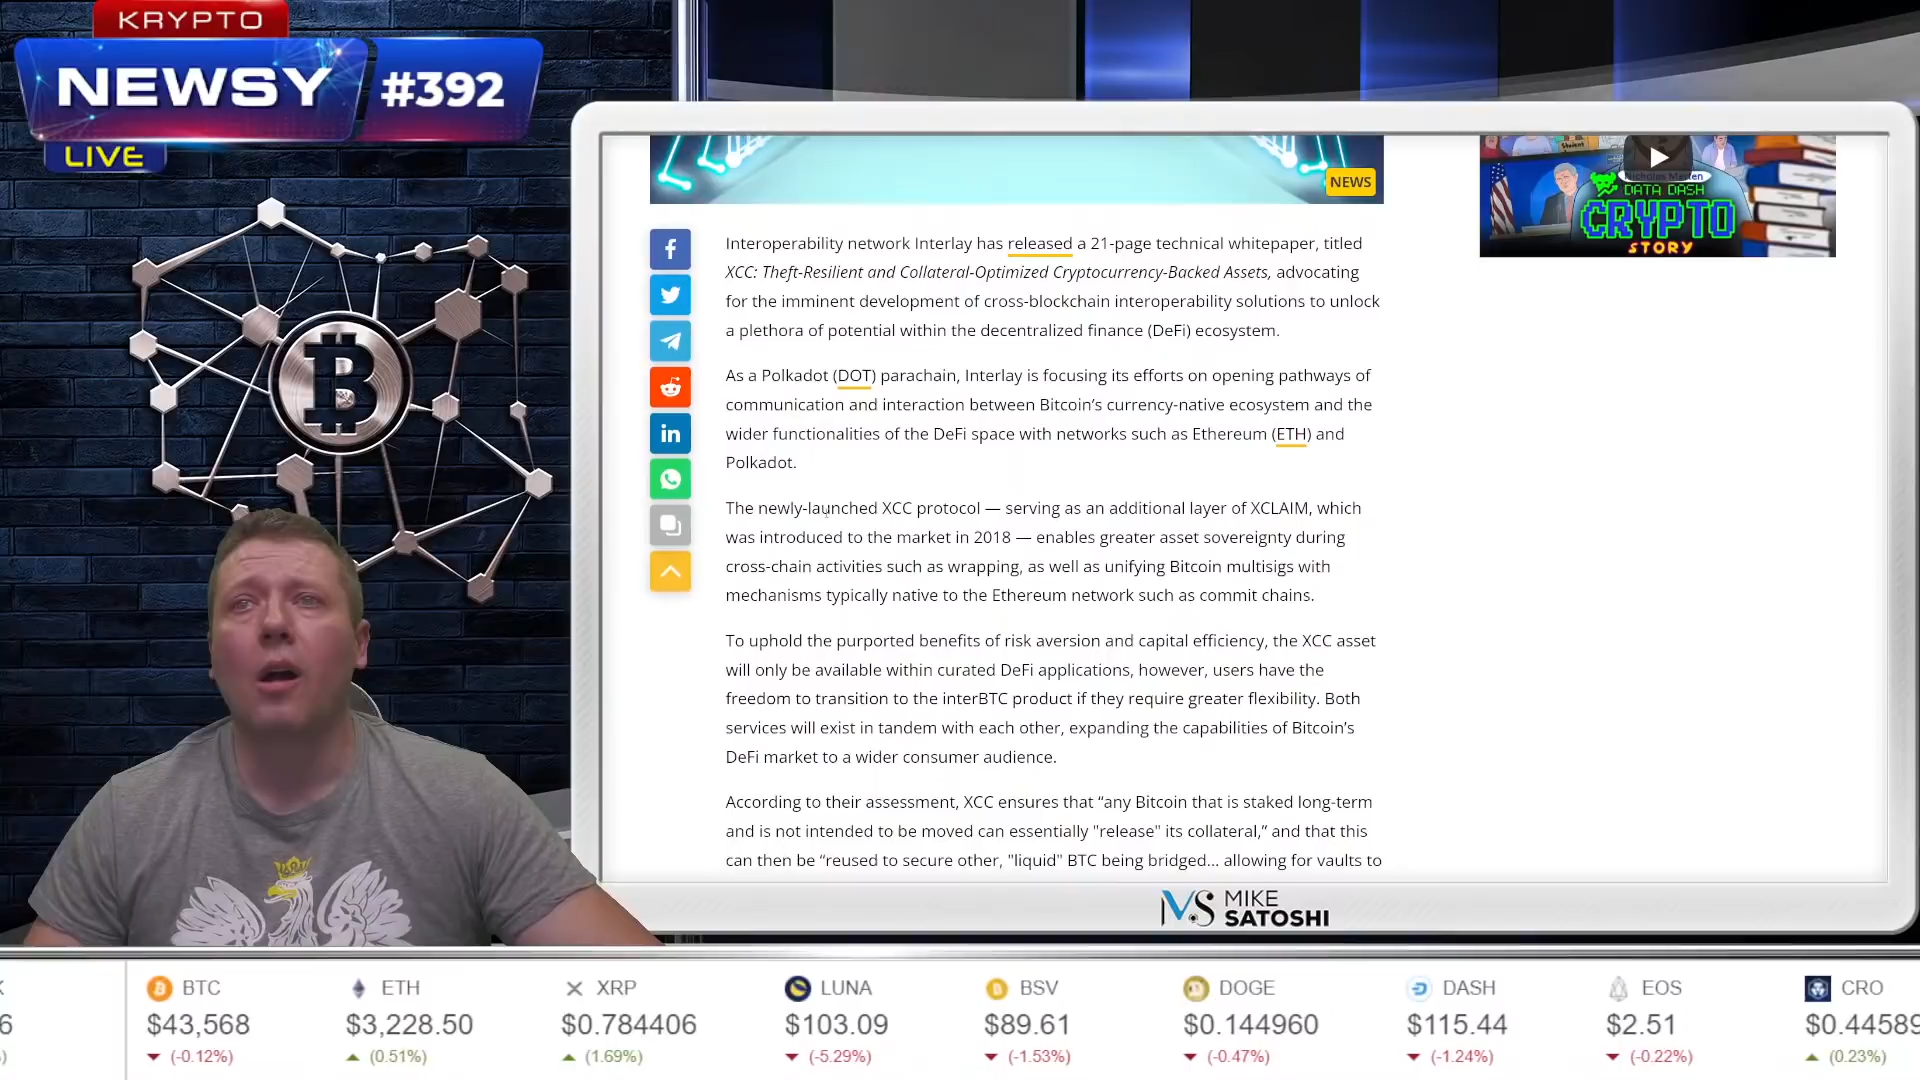 KRYPTO
NEWSY #392
LIVE
NEWS
Student
Nicholas Merten
DATA DASH
CRYPTO
STORY
Interoperability network Interlay has released a 21-page technical whitepaper, titled
XCC: Theft-Resilient and Collateral-Optimized Cryptocurrency-Backed Assets, advocating
for the imminent development of cross-blockchain interoperability solutions to unlock
a plethora of potential within the decentralized finance (DeFi) ecosystem.
As a Polkadot (DOT) parachain, Interlay is focusing its efforts on opening pathways of
communication and interaction between Bitcoin’s currency-native ecosystem and the
wider functionalities of the DeFi space with networks such as Ethereum (ETH) and
Polkadot.
The newly-launched XCC protocol — serving as an additional layer of XCLAIM, which
was introduced to the market in 2018 — enables greater asset sovereignty during
cross-chain activities such as wrapping, as well as unifying Bitcoin multisigs with
mechanisms typically native to the Ethereum network such as commit chains.
To uphold the purported benefits of risk aversion and capital efficiency, the XCC asset
will only be available within curated DeFi applications, however, users have the
freedom to transition to the interBTC product if they require greater flexibility. Both
services will exist in tandem with each other, expanding the capabilities of Bitcoin’s
DeFi market to a wider consumer audience.
According to their assessment, XCC ensures that “any Bitcoin that is staked long-term
and is not intended to be moved can essentially "release" its collateral,” and that this
can then be “reused to secure other, "liquid" BTC being bridged... allowing for vaults to
MS MIKE
SATOSHI
BTC ETH XRP LUNA BSV DOGE DASH EOS CRO
6 $43,568 $3,228.50 $0.784406 $103.09 $89.61 $0.144960 $115.44 $2.51 $0.44589
) (-0.12%) (0.51%) (1.69%) (-5.29%) (-1.53%) (-0.47%) (-1.24%) (-0.22%) (0.23%)